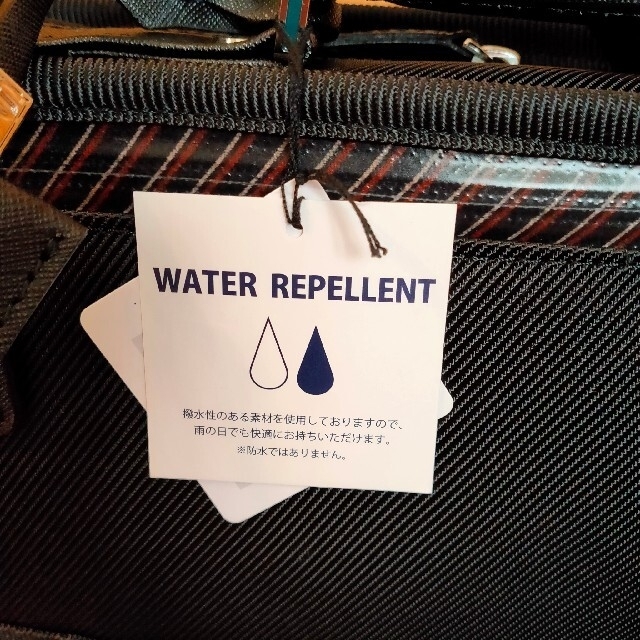 WATER REPELLENT
撥水性のある素材を使用しておりますので、
雨の日でも快適にお持ちいただけます。
※防水ではありません。